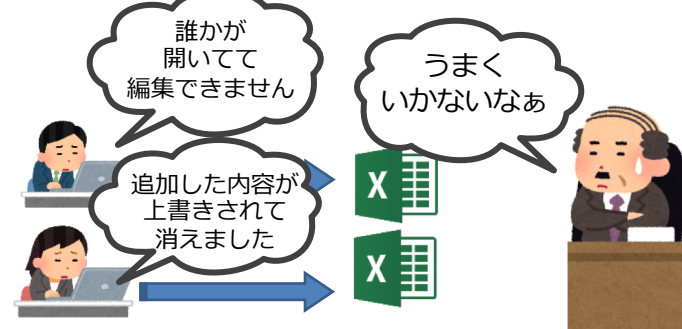 誰かが
開いてて
編集できません
うまく
いかないなぁ
追加した内容が
上書きされて
消えました
X
X